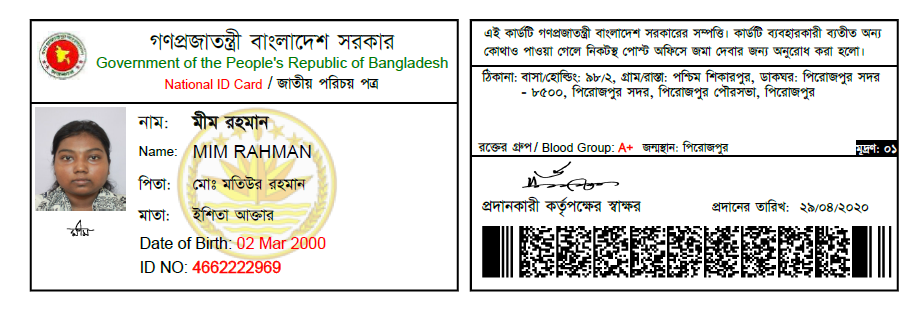 গণপ্রজাতন্ত্রী বাংলাদেশ সরকার
Government of the People's Republic of Bangladesh
National ID Card / জাতীয় পরিচয় পত্র
নাম: মীম রহমান
Name: MIM RAHMAN
পিতা: মোঃ মতিউর রহমান
মাতা: ইশিতা আক্তার
Date of Birth: 02 Mar 2000
ID NO: 4662222969
এই কার্ডটি গণপ্রজাতন্ত্রী বাংলাদেশ সরকারের সম্পত্তি। কার্ডটি ব্যবহারকারী ব্যতীত অন্য
কোথাও পাওয়া গেলে নিকটস্থ পোস্ট অফিসে জমা দেবার জন্য অনুরোধ করা হলো।
ঠিকানা: বাসা/হোল্ডিং: ৯৮/২, গ্রাম/রাস্তা: পশ্চিম শিকারপুর, ডাকঘর: পিরোজপুর সদর
- ৮৫০০, পিরোজপুর সদর, পিরোজপুর পৌরসভা, পিরোজপুর
রক্তের গ্রুপ / Blood Group: A+ জন্মস্থান: পিরোজপুর মুদ্রণ: ০১
প্রদানকারী কর্তৃপক্ষের স্বাক্ষর প্রদানের তারিখ: ২৯/০৪/২০২০